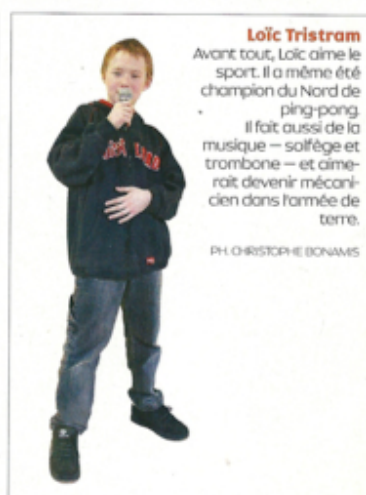 Loïc Tristram
Avant tout, Loïc aime le
sport. Il a même été
champion du Nord de
ping-pong.
Il fait aussi de la
musique — solfège et
trombone — et aime-
rait devenir mécani-
cien dans l'armée de
terre.
PH. CHRISTOPHE BONAMIS